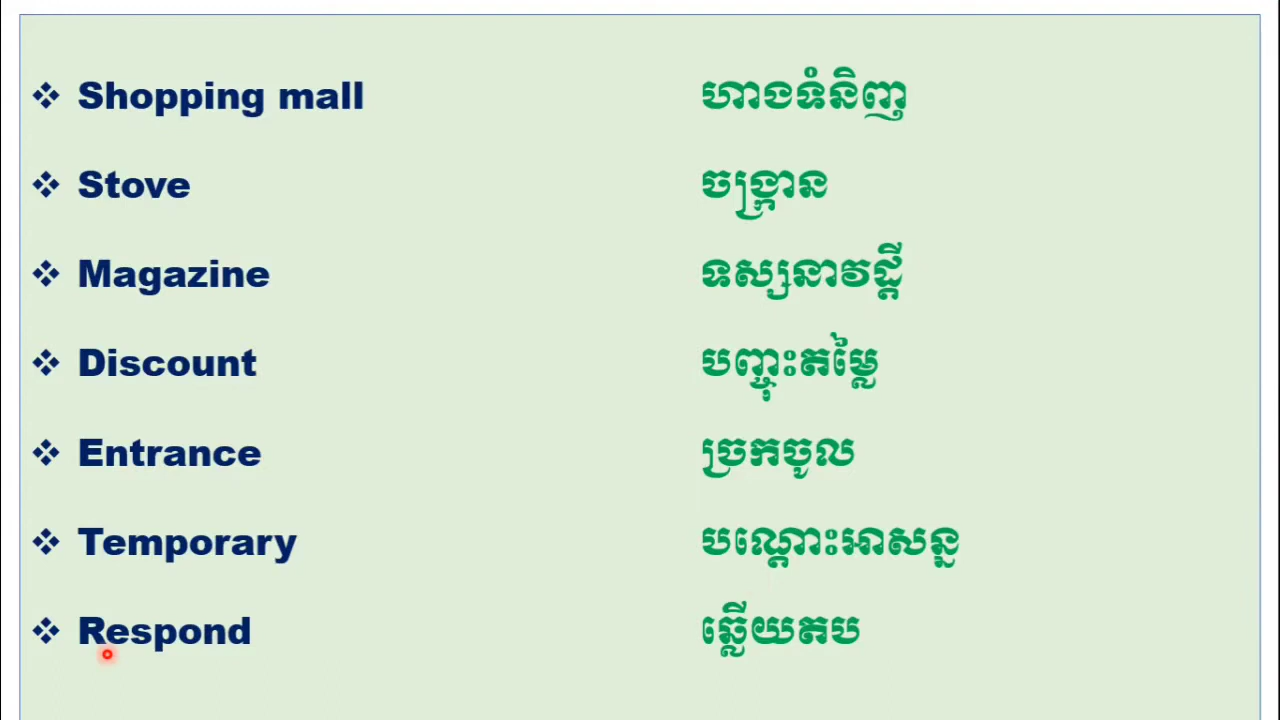 ❖ Shopping mall ហាងទំនិញ
❖ Stove ចង្ក្រាន
❖ Magazine ទស្សនាវដ្ដី
❖ Discount បញ្ចុះតម្លៃ
❖ Entrance ច្រកចូល
❖ Temporary បណ្ដោះអាសន្ន
❖ Respond ឆ្លើយតប